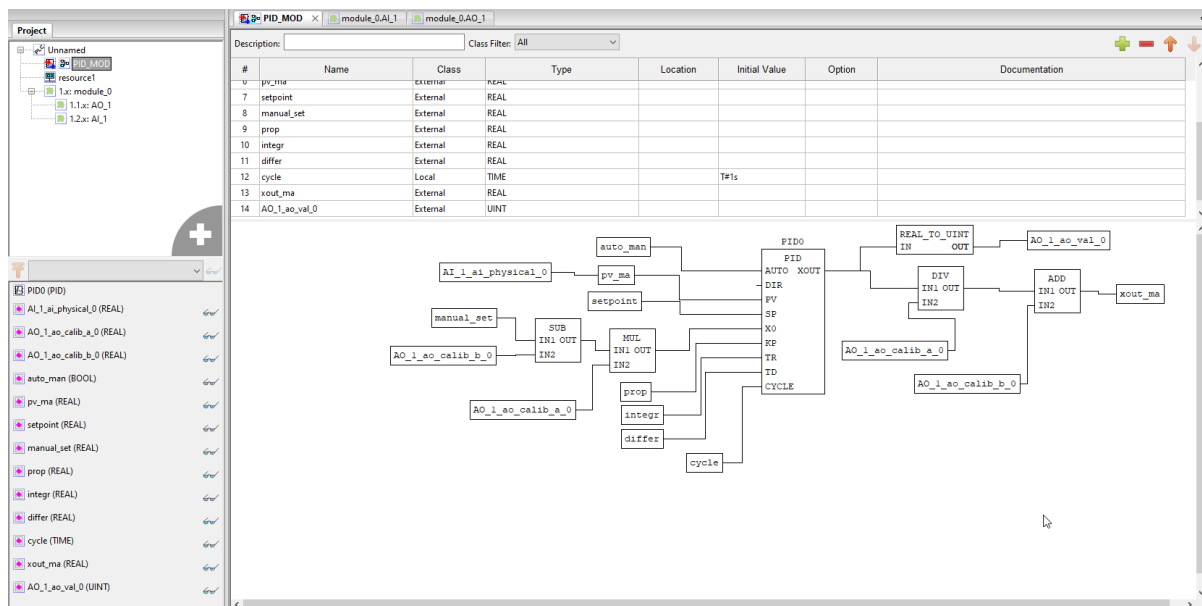 Project
Unnamed
PID_MOD
resource1
1.x: module_0
1.1.x: AO_1
1.2.x: AI_1
PID0 (PID)
AI_1_ai_physical_0 (REAL)
AO_1_ao_calib_a_0 (REAL)
AO_1_ao_calib_b_0 (REAL)
auto_man (BOOL)
pv_ma (REAL)
setpoint (REAL)
manual_set (REAL)
prop (REAL)
integr (REAL)
differ (REAL)
cycle (TIME)
xout_ma (REAL)
AO_1_ao_val_0 (UINT)
PID_MOD module_0.AI_1 module_0.AO_1
Description: Class Filter: All
# Name Class Type Location Initial Value Option Documentation
6 pv_ma External REAL
7 setpoint External REAL
8 manual_set External REAL
9 prop External REAL
10 integr External REAL
11 differ External REAL
12 cycle Local TIME T#1s
13 xout_ma External REAL
14 AO_1_ao_val_0 External UINT
auto_man
AI_1_ai_physical_0
pv_ma
setpoint
manual_set
AO_1_ao_calib_b_0
SUB
IN1 OUT
IN2
MUL
IN1 OUT
IN2
AO_1_ao_calib_a_0
prop
integr
differ
cycle
PID0
PID
AUTO XOUT
DIR
PV
SP
X0
KP
TR
TD
CYCLE
REAL_TO_UINT
IN OUT
AO_1_ao_val_0
DIV
IN1 OUT
IN2
AO_1_ao_calib_a_0
ADD
IN1 OUT
IN2
AO_1_ao_calib_b_0
xout_ma